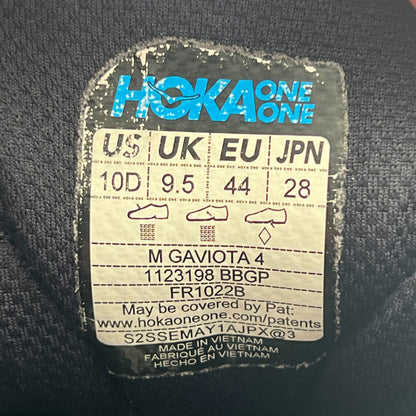 HOKA ONE ONE
US UK EU JPN
10D 9.5 44 28
M GAVIOTA 4
1123198 BBGP
FR1022B
May be covered by Pat:
www.hokaoneone.com/patents
S2SSEMAY1AJPX@3
MADE IN VIETNAM
FABRIQUÉ AU VIETNAM
HECHO EN VIETNAM